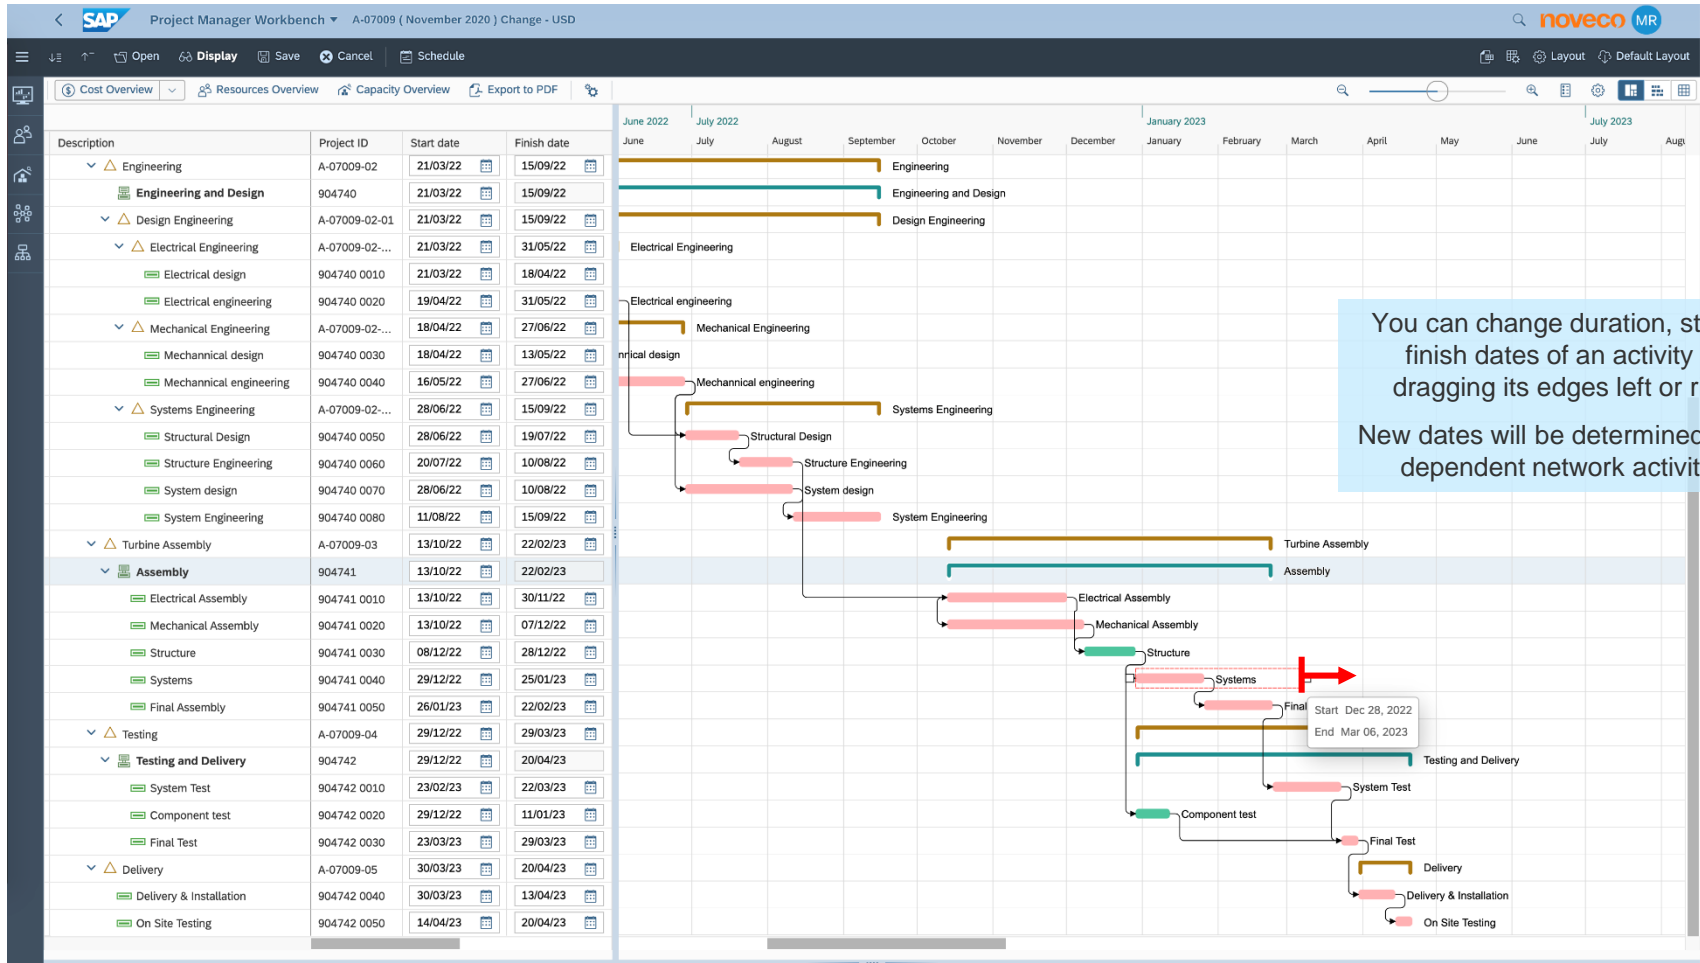 SAP Project Manager Workbench A-07009 ( November 2020 ) Change - USD noveco MR
Open Display Save Cancel Schedule Layout Default Layout
Cost Overview Resources Overview Capacity Overview Export to PDF
June 2022 July 2022 January 2023 July 2023
Description Project ID Start date Finish date June July August September October November December January February March April May June July Augu
Engineering A-07009-02 21/03/22 15/09/22 Engineering
Engineering and Design 904740 21/03/22 15/09/22 Engineering and Design
Design Engineering A-07009-02-01 21/03/22 15/09/22 Design Engineering
Electrical Engineering A-07009-02-... 21/03/22 31/05/22 Electrical Engineering
Electrical design 904740 0010 21/03/22 18/04/22
Electrical engineering 904740 0020 19/04/22 31/05/22 Electrical engineering
Mechanical Engineering A-07009-02-... 18/04/22 27/06/22 Mechanical Engineering
Mechannical design 904740 0030 18/04/22 13/05/22 nnical design
Mechannical engineering 904740 0040 16/05/22 27/06/22 Mechannical engineering
Systems Engineering A-07009-02-... 28/06/22 15/09/22 Systems Engineering
Structural Design 904740 0050 28/06/22 19/07/22 Structural Design
Structure Engineering 904740 0060 20/07/22 10/08/22 Structure Engineering
System design 904740 0070 28/06/22 10/08/22 System design
System Engineering 904740 0080 11/08/22 15/09/22 System Engineering
Turbine Assembly A-07009-03 13/10/22 22/02/23 Turbine Assembly
Assembly 904741 13/10/22 22/02/23 Assembly
Electrical Assembly 904741 0010 13/10/22 30/11/22 Electrical Assembly
Mechanical Assembly 904741 0020 13/10/22 07/12/22 Mechanical Assembly
Structure 904741 0030 08/12/22 28/12/22 Structure
Systems 904741 0040 29/12/22 25/01/23 Systems
Final Assembly 904741 0050 26/01/23 22/02/23 Final
Testing A-07009-04 29/12/22 29/03/23
Testing and Delivery 904742 29/12/22 20/04/23 Testing and Delivery
System Test 904742 0010 23/02/23 22/03/23 System Test
Component test 904742 0020 29/12/22 11/01/23 Component test
Final Test 904742 0030 23/03/23 29/03/23 Final Test
Delivery A-07009-05 30/03/23 20/04/23 Delivery
Delivery & Installation 904742 0040 30/03/23 13/04/23 Delivery & Installation
On Site Testing 904742 0050 14/04/23 20/04/23 On Site Testing
You can change duration, st
finish dates of an activity
dragging its edges left or r
New dates will be determined
dependent network activit
Start Dec 28, 2022
End Mar 06, 2023